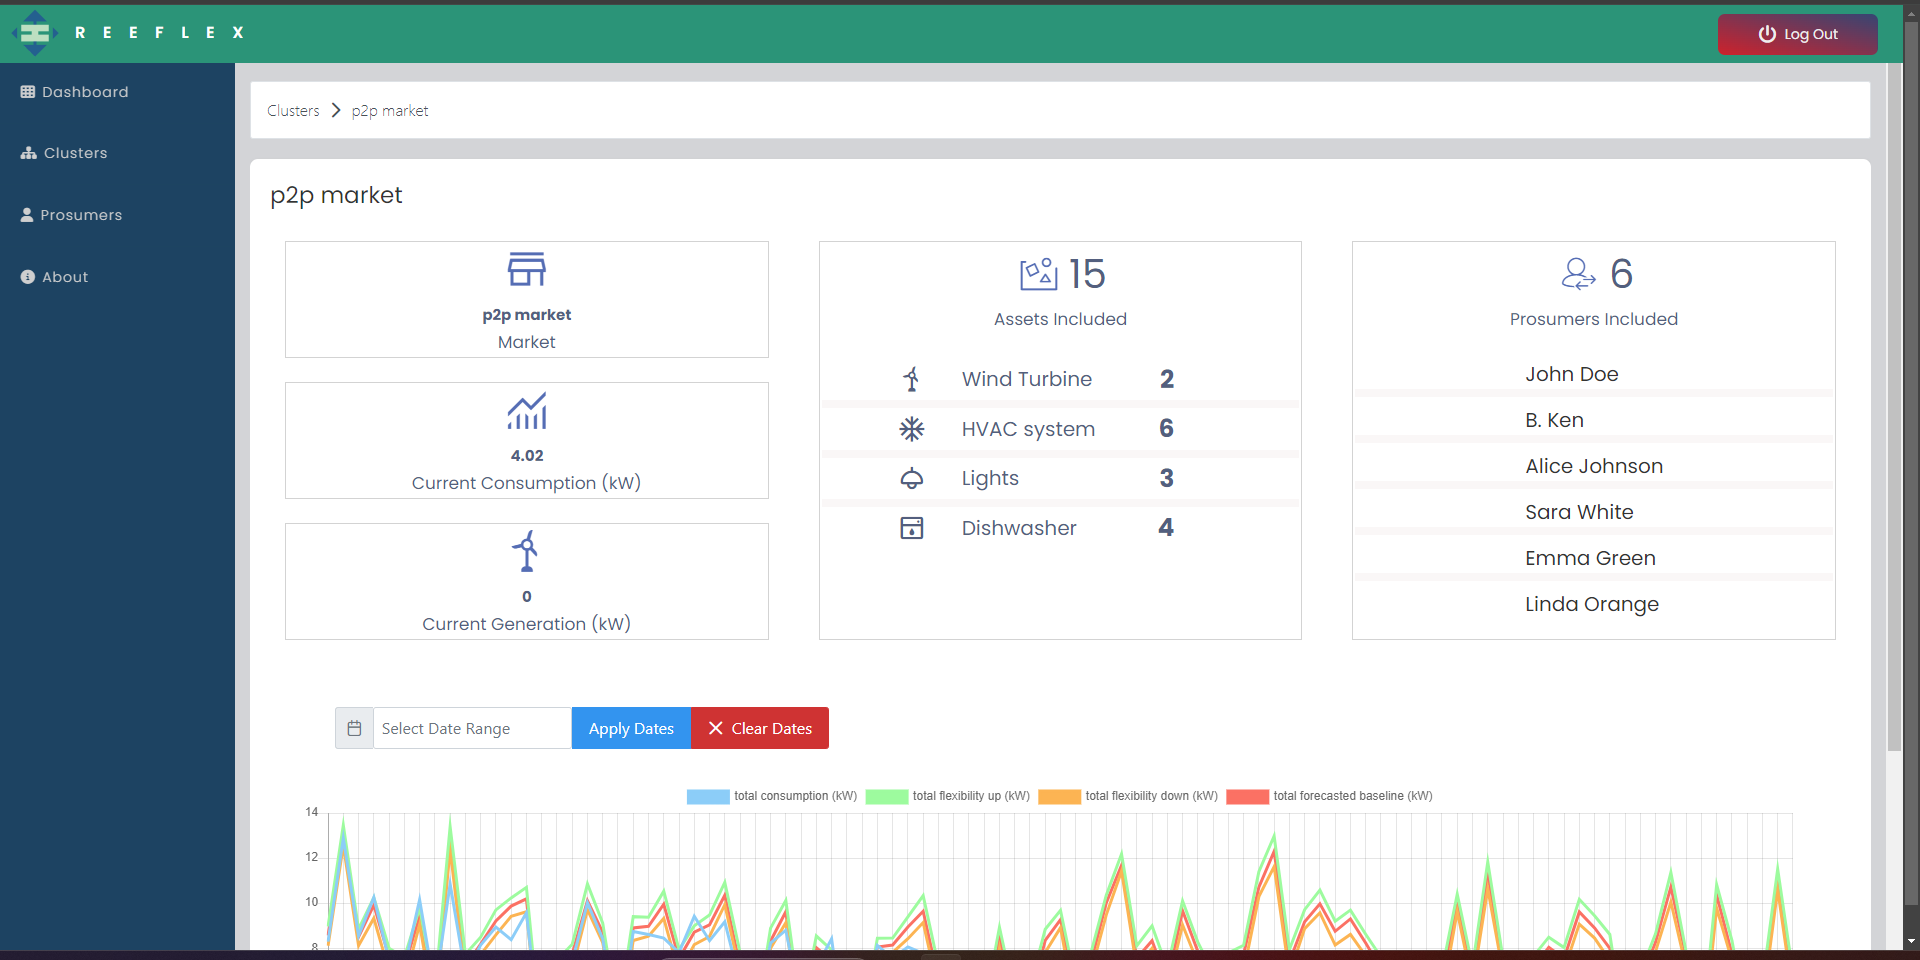 REEFLEX
Log Out
Dashboard
Clusters
Prosumers
About
Clusters > p2p market
p2p market
p2p market
Market
4.02
Current Consumption (kW)
0
Current Generation (kW)
15
Assets Included
Wind Turbine 2
HVAC system 6
Lights 3
Dishwasher 4
6
Prosumers Included
John Doe
B. Ken
Alice Johnson
Sara White
Emma Green
Linda Orange
Select Date Range Apply Dates Clear Dates
total consumption (kW) total flexibility up (kW) total flexibility down (kW) total forecasted baseline (kW)
14
12
10
8